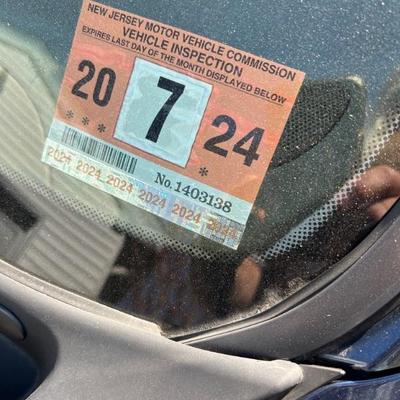 NEW JERSEY MOTOR VEHICLE COMMISSION
VEHICLE INSPECTION
EXPIRES LAST DAY OF THE MONTH DISPLAYED BELOW
20 7 24
* * * *
No. 1403138
2024 2024 2024 2024 2024 2024